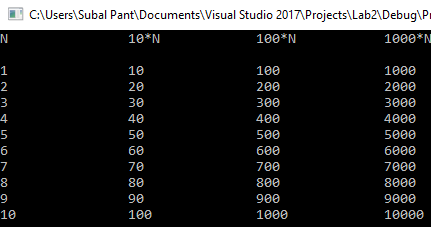 C:\Users\Subal Pant\Documents\Visual Studio 2017\Projects\Lab2\Debug\
N 10*N 100*N 1000*N
1 10 100 1000
2 20 200 2000
3 30 300 3000
4 40 400 4000
5 50 500 5000
6 60 600 6000
7 70 700 7000
8 80 800 8000
9 90 900 9000
10 100 1000 10000